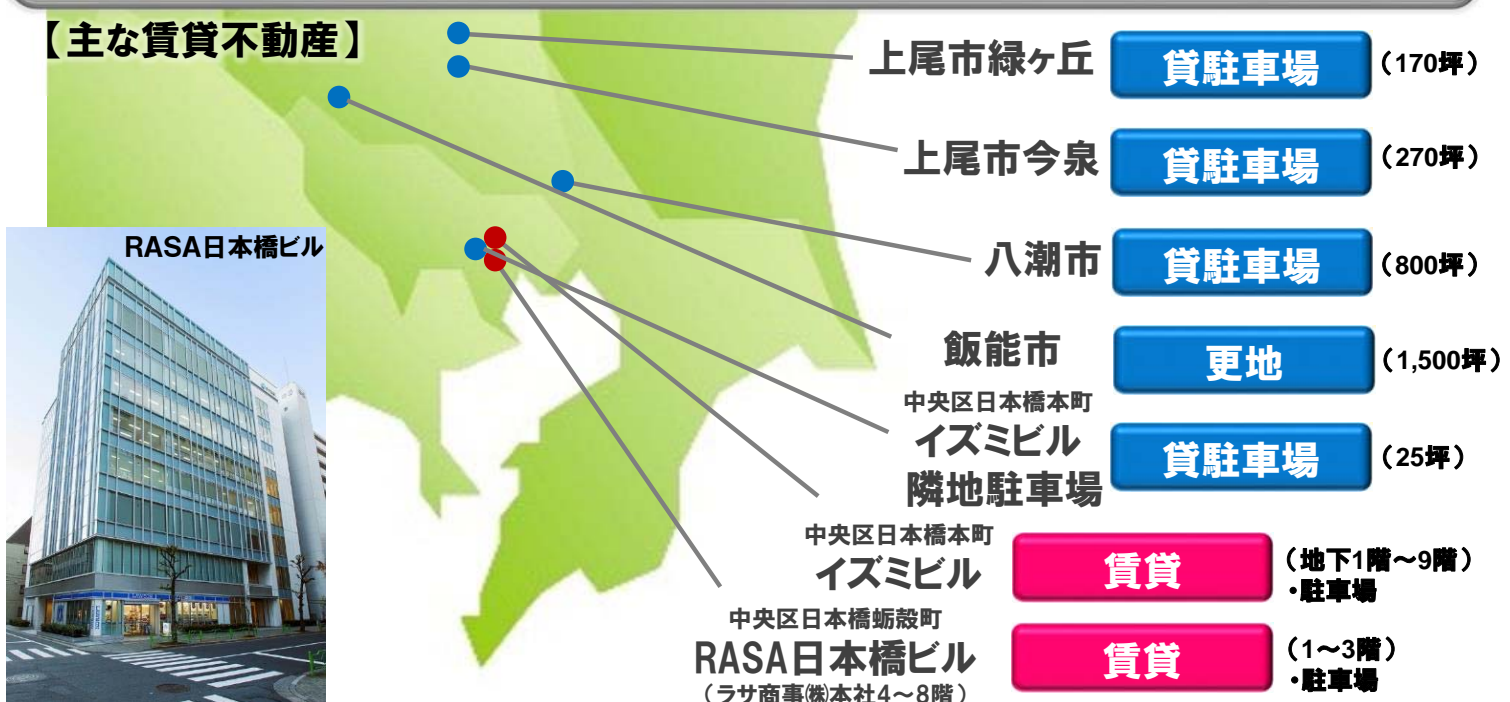 【主な賃貸不動産】
上尾市緑ヶ丘 貸駐車場 (170坪)
上尾市今泉 貸駐車場 (270坪)
八潮市 貸駐車場 (800坪)
飯能市 更地 (1,500坪)
中央区日本橋本町
イズミビル
隣地駐車場
貸駐車場 (25坪)
中央区日本橋本町
イズミビル
賃貸 (地下1階～9階)
・駐車場
中央区日本橋蛎殻町
RASA日本橋ビル
(ラサ商事㈱本社4～8階)
賃貸 (1～3階)
・駐車場
RASA日本橋ビル